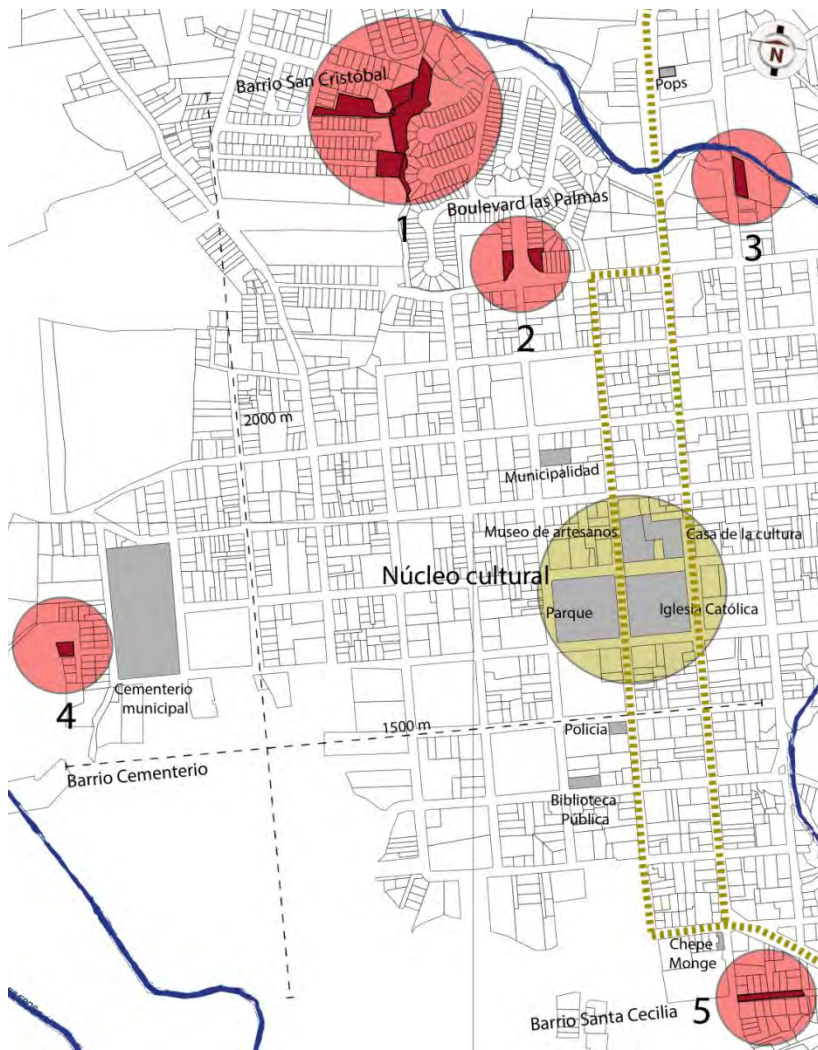 N
Barrio San Cristóbal
Pops
Boulevard las Palmas
1
3
2
2000 m
Municipalidad
Museo de artesanos
Casa de la cultura
Núcleo cultural
Parque
Iglesia Católica
Cementerio
municipal
4
1500 m
Policia
Barrio Cementerio
Biblioteca
Pública
Chepe
Monge
Barrio Santa Cecilia
5